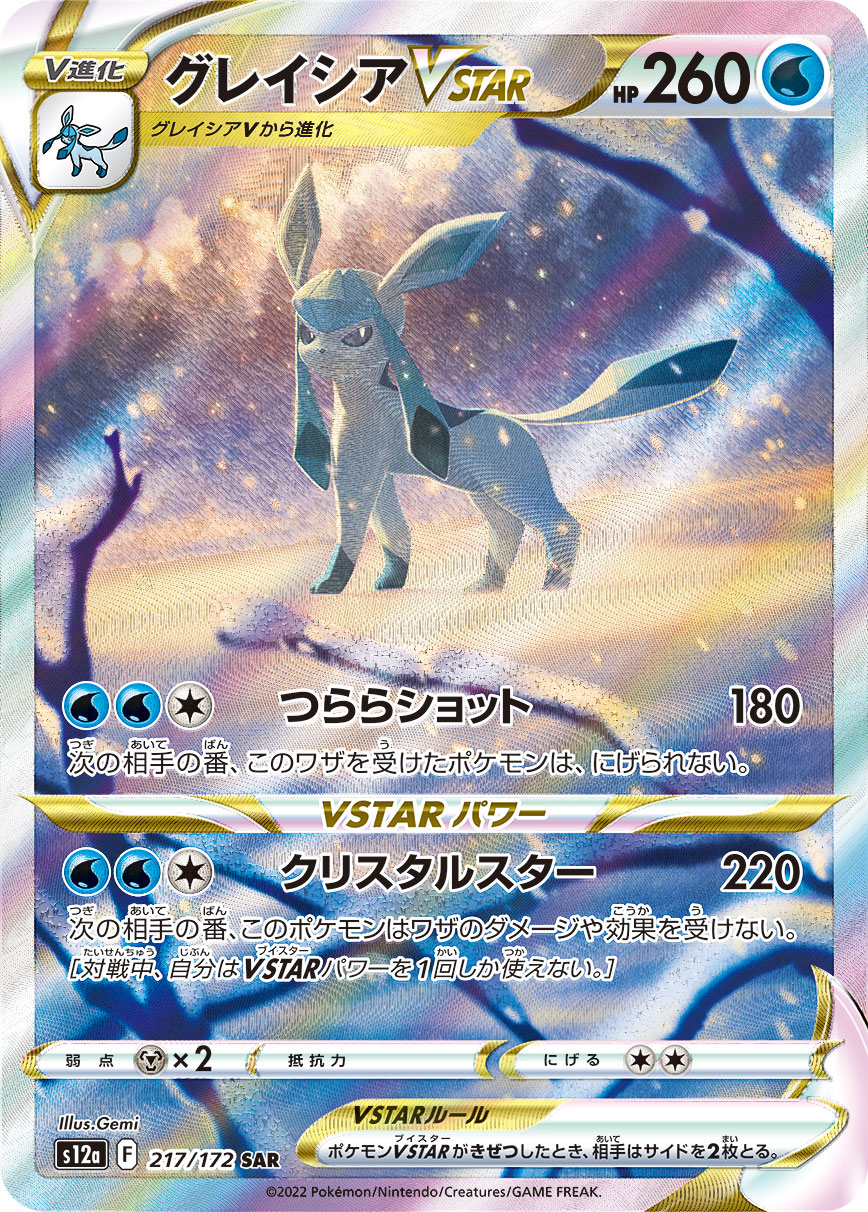 V進化
グレイシアVSTAR
HP 260
グレイシアVから進化
つららショット 180
次の相手の番、このワザを受けたポケモンは、にげられない。
VSTARパワー
クリスタルスター 220
次の相手の番、このポケモンはワザのダメージや効果を受けない。
[対戦中、自分はVSTARパワーを1回しか使えない。]
弱点 ×2 抵抗力 にげる
Illus.Gemi
VSTARルール
ポケモンVSTARがきぜつしたとき、相手はサイドを2枚とる。
s12a F 217/172 SAR
©2022 Pokémon/Nintendo/Creatures/GAME FREAK.